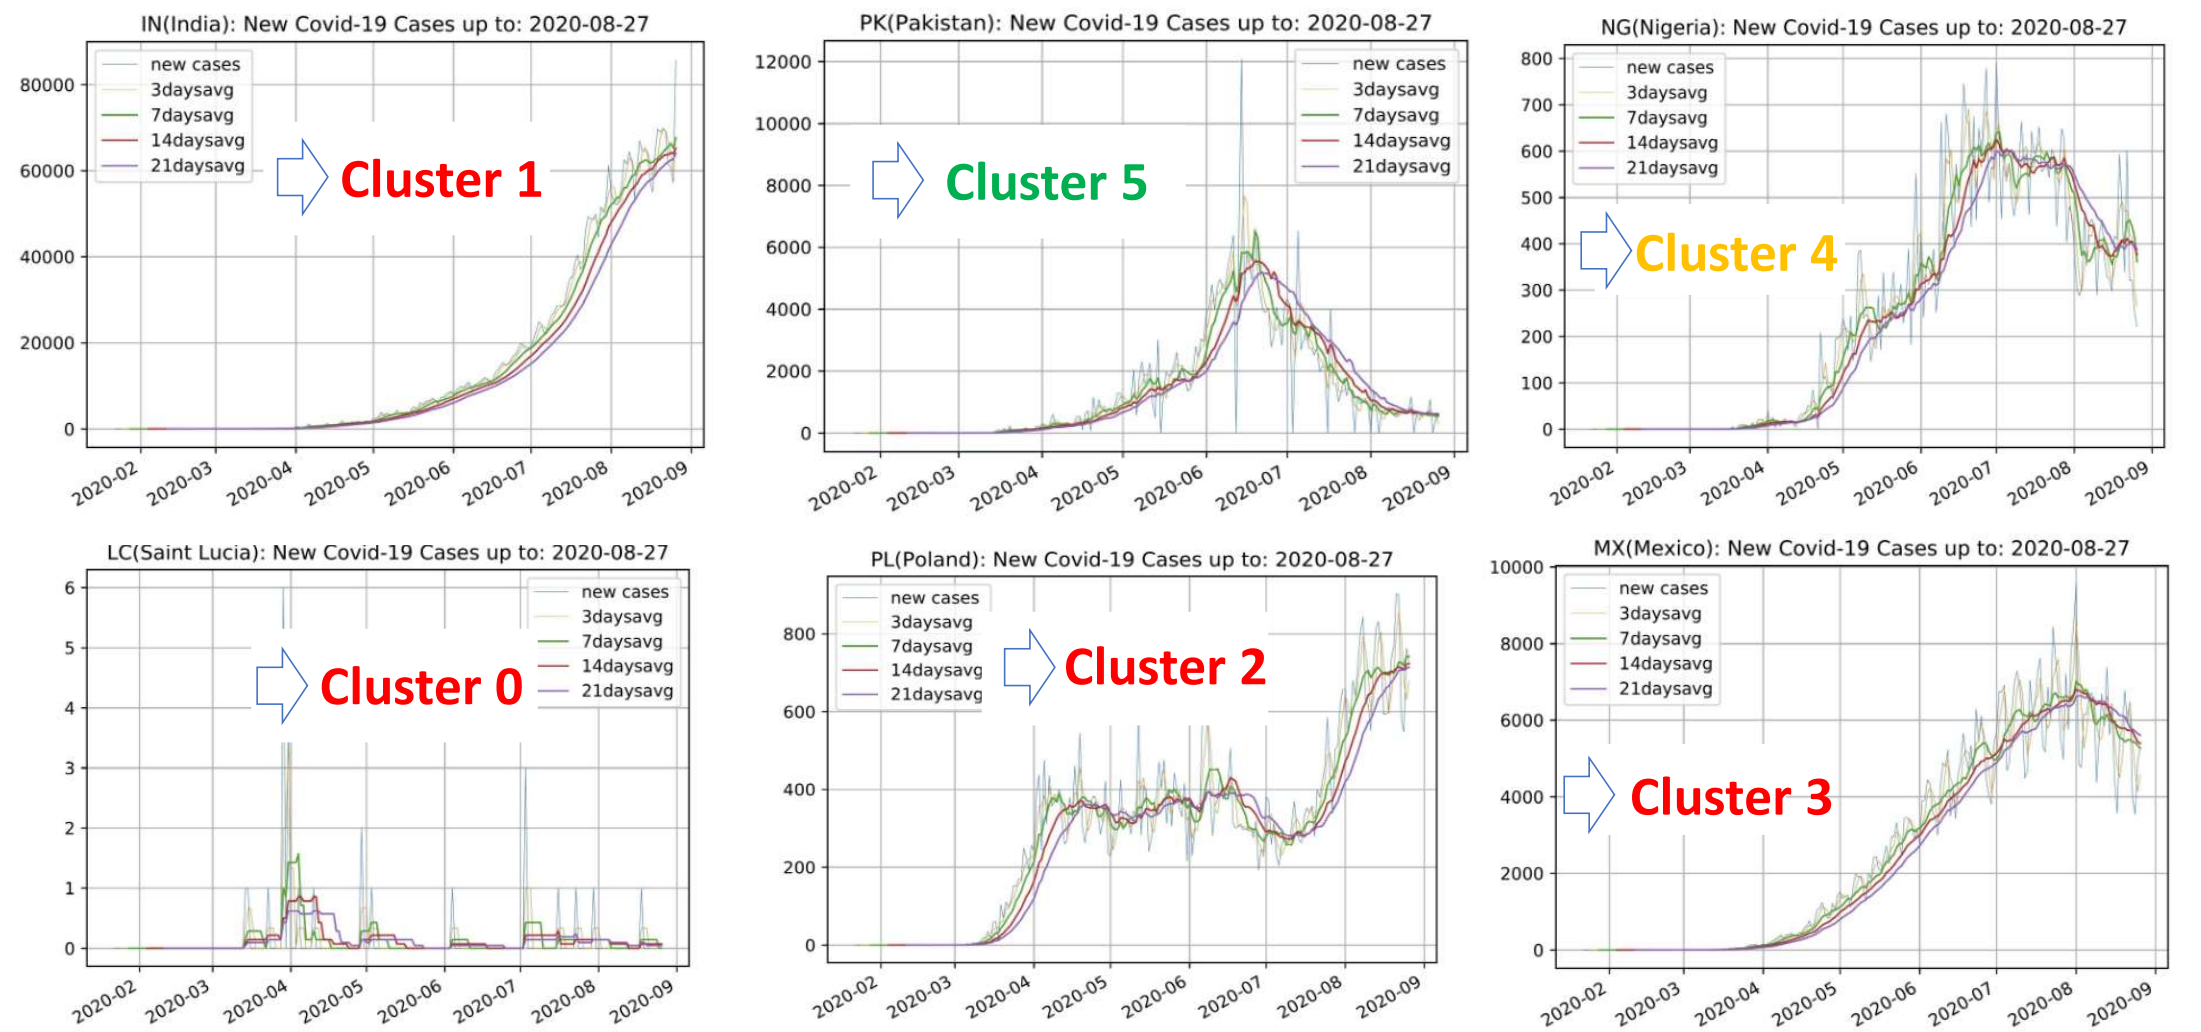 IN(India): New Covid-19 Cases up to: 2020-08-27
new cases
3daysavg
7daysavg
14daysavg
21daysavg
Cluster 1
80000
60000
40000
20000
0
2020-02
2020-03
2020-04
2020-05
2020-06
2020-07
2020-08
2020-09
PK(Pakistan): New Covid-19 Cases up to: 2020-08-27
new cases
3daysavg
7daysavg
14daysavg
21daysavg
Cluster 5
12000
10000
8000
6000
4000
2000
0
2020-02
2020-03
2020-04
2020-05
2020-06
2020-07
2020-08
2020-09
NG(Nigeria): New Covid-19 Cases up to: 2020-08-27
new cases
3daysavg
7daysavg
14daysavg
21daysavg
Cluster 4
800
700
600
500
400
300
200
100
0
2020-02
2020-03
2020-04
2020-05
2020-06
2020-07
2020-08
2020-09
LC(Saint Lucia): New Covid-19 Cases up to: 2020-08-27
new cases
3daysavg
7daysavg
14daysavg
21daysavg
Cluster 0
6
5
4
3
2
1
0
2020-02
2020-03
2020-04
2020-05
2020-06
2020-07
2020-08
2020-09
PL(Poland): New Covid-19 Cases up to: 2020-08-27
new cases
3daysavg
7daysavg
14daysavg
21daysavg
Cluster 2
800
600
400
200
0
2020-02
2020-03
2020-04
2020-05
2020-06
2020-07
2020-08
2020-09
MX(Mexico): New Covid-19 Cases up to: 2020-08-27
new cases
3daysavg
7daysavg
14daysavg
21daysavg
Cluster 3
10000
8000
6000
4000
2000
0
2020-02
2020-03
2020-04
2020-05
2020-06
2020-07
2020-08
2020-09